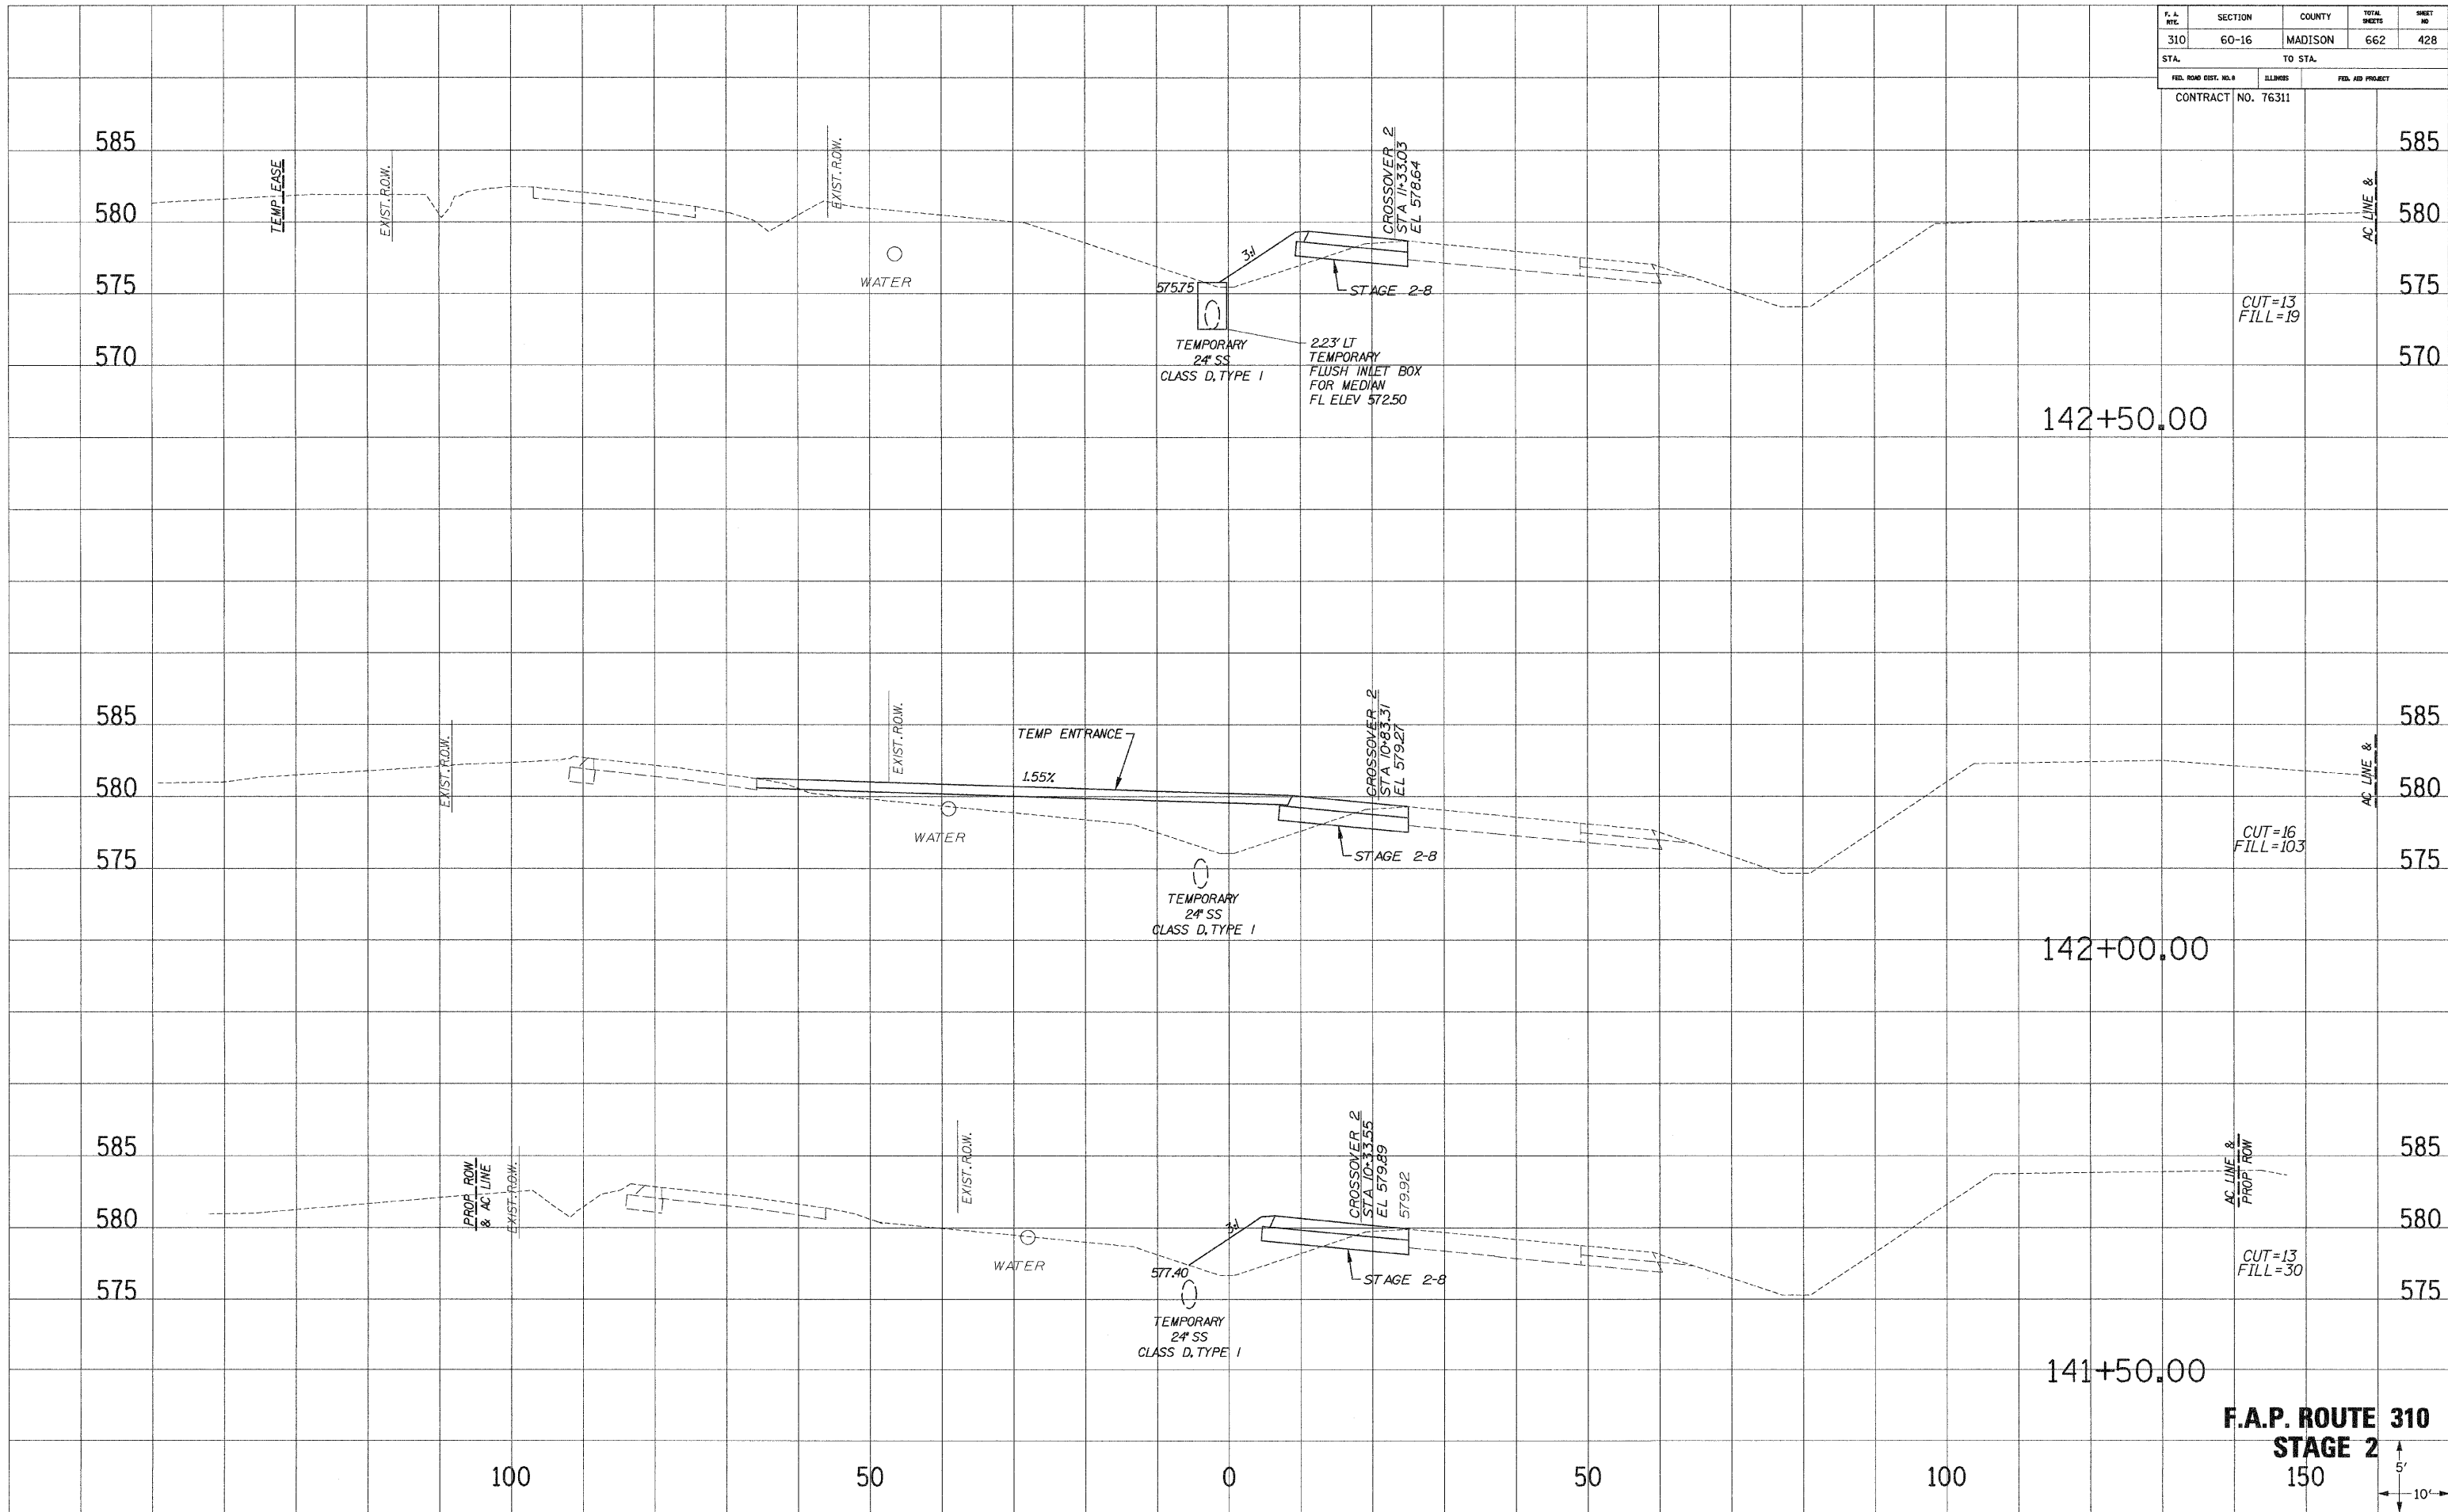 F. A. RTE. SECTION COUNTY TOTAL SHEETS SHEET NO
310 60-16 MADISON 662 428
STA. TO STA.
FED. ROAD DIST. NO. 8 ILLINOIS FED. AID PROJECT
CONTRACT NO. 76311
585
580
575
570
TEMP EASE
EXIST. R.O.W.
EXIST. R.O.W.
WATER
575.75
3:1
CROSSOVER 2
STA 11+33.03
EL 578.64
STAGE 2-8
TEMPORARY
24" SS
CLASS D, TYPE 1
2.23' LT
TEMPORARY
FLUSH INLET BOX
FOR MEDIAN
FL ELEV 572.50
AC LINE &
585
580
575
570
CUT=13
FILL=19
142+50.00
585
580
575
EXIST. R.O.W.
EXIST. R.O.W.
TEMP ENTRANCE
1.55%
WATER
CROSSOVER 2
STA 10+83.31
EL 579.27
STAGE 2-8
TEMPORARY
24" SS
CLASS D, TYPE 1
AC LINE &
585
580
575
CUT=16
FILL=103
142+00.00
585
580
575
PROP. ROW
& AC LINE
EXIST. R.O.W.
EXIST. R.O.W.
WATER
577.40
3:1
CROSSOVER 2
STA 10+33.55
EL 579.89
579.92
STAGE 2-8
TEMPORARY
24" SS
CLASS D, TYPE 1
AC LINE &
PROP ROW
585
580
575
CUT=13
FILL=30
141+50.00
F.A.P. ROUTE 310
STAGE 2
100 50 0 50 100 150
5'
10'